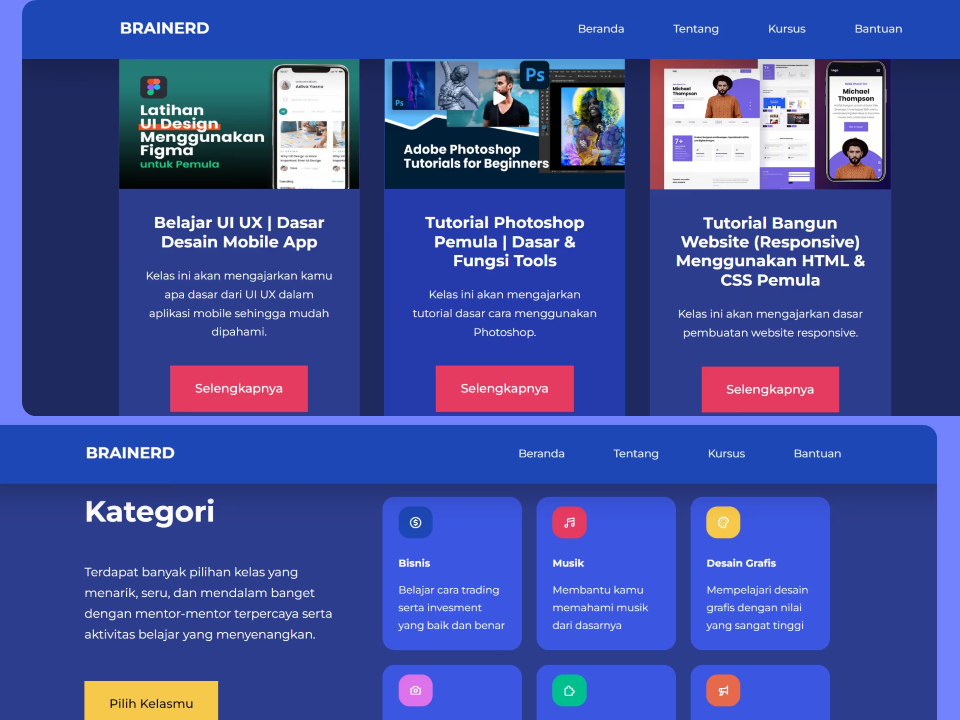 BRAINERD
Beranda
Tentang
Kursus
Bantuan
Latihan
UI Design
Menggunakan
Figma
untuk Pemula
Ps
Ps
Adobe Photoshop
Tutorials for Beginners
Michael
Thompson
Michael
Thompson
Belajar UI UX | Dasar
Desain Mobile App
Kelas ini akan mengajarkan kamu
apa dasar dari UI UX dalam
aplikasi mobile sehingga mudah
dipahami.
Selengkapnya
Tutorial Photoshop
Pemula | Dasar &
Fungsi Tools
Kelas ini akan mengajarkan
tutorial dasar cara menggunakan
Photoshop.
Selengkapnya
Tutorial Bangun
Website (Responsive)
Menggunakan HTML &
CSS Pemula
Kelas ini akan mengajarkan dasar
pembuatan website responsive.
Selengkapnya
BRAINERD
Beranda
Tentang
Kursus
Bantuan
Kategori
Terdapat banyak pilihan kelas yang
menarik, seru, dan mendalam banget
dengan mentor-mentor terpercaya serta
aktivitas belajar yang menyenangkan.
Pilih Kelasmu
Bisnis
Belajar cara trading
serta invesment
yang baik dan benar
Musik
Membantu kamu
memahami musik
dari dasarnya
Desain Grafis
Mempelajari desain
grafis dengan nilai
yang sangat tinggi